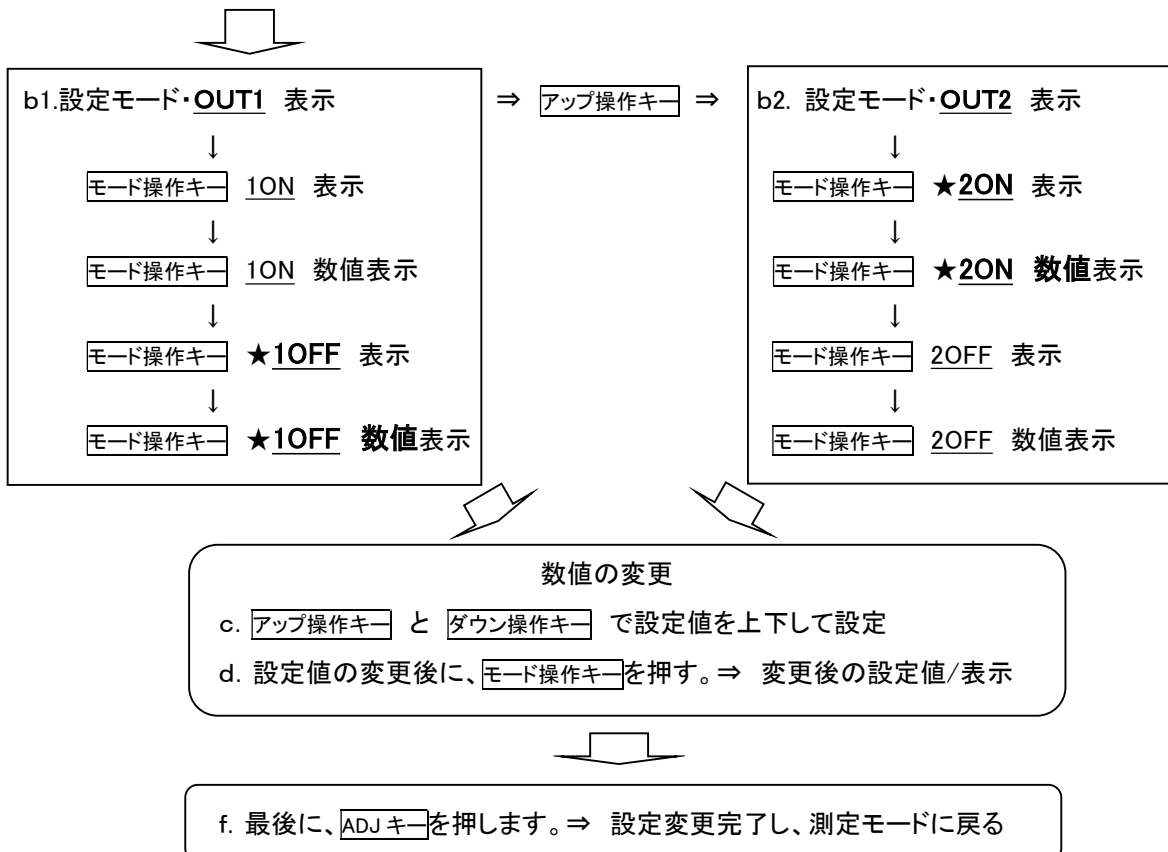 b1.設定モード・OUT1 表示
↓
モード操作キー 1ON 表示
↓
モード操作キー 1ON 数値表示
↓
モード操作キー ★1OFF 表示
↓
モード操作キー ★1OFF 数値表示
⇒ アップ操作キー ⇒
b2. 設定モード・OUT2 表示
↓
モード操作キー ★2ON 表示
↓
モード操作キー ★2ON 数値表示
↓
モード操作キー 2OFF 表示
↓
モード操作キー 2OFF 数値表示
数値の変更
c. アップ操作キー と ダウン操作キー で設定値を上下して設定
d. 設定値の変更後に、モード操作キーを押す。⇒ 変更後の設定値/表示
f. 最後に、ADJ キーを押します。⇒ 設定変更完了し、測定モードに戻る